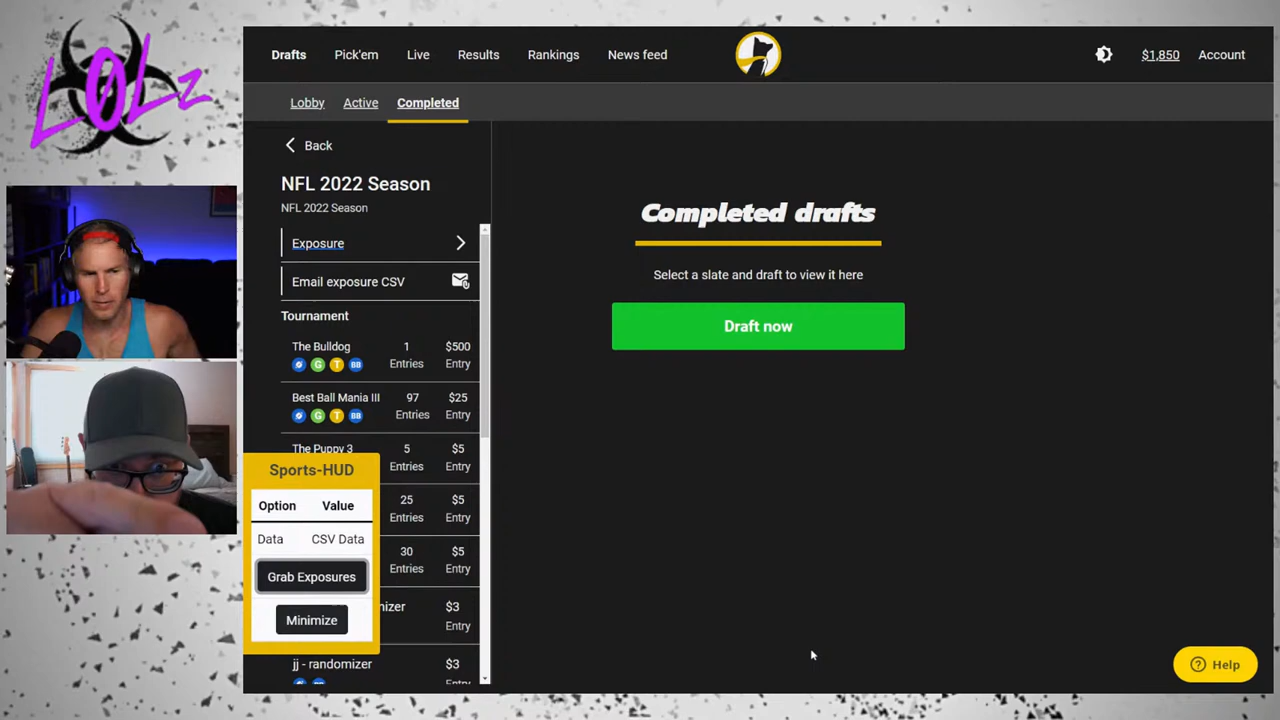 L0Lz
Drafts Pick'em Live Results Rankings News feed $1,850 Account
Lobby Active Completed
Back
NFL 2022 Season
NFL 2022 Season
Exposure
Email exposure CSV
Tournament
The Bulldog 1 $500
Entries Entry
G T BB
Best Ball Mania III 97 $25
Entries Entry
G T BB
The Puppy 3 5 $5
Entries Entry
25 $5
Entries Entry
30 $5
Entries Entry
mizer $3
Entry
jj - randomizer $3
Sports-HUD
Option Value
Data CSV Data
Grab Exposures
Minimize
Completed drafts
Select a slate and draft to view it here
Draft now
Help